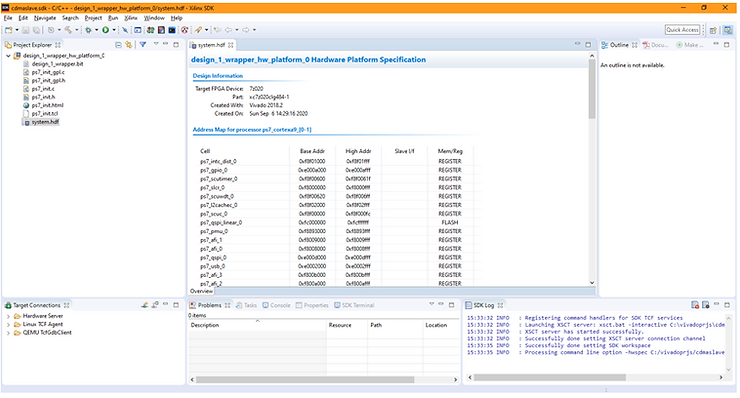 cdmaslave.sdk - C/C++ - design_1_wrapper_hw_platform_0/system.hdf - Xilinx SDK
File Edit Navigate Search Project Run Xilinx Window Help
Quick Access
Project Explorer
design_1_wrapper_hw_platform_0
design_1_wrapper.bit
ps7_init_gpl.c
ps7_init_gpl.h
ps7_init.c
ps7_init.h
ps7_init.html
ps7_init.tcl
system.hdf
system.hdf
design_1_wrapper_hw_platform_0 Hardware Platform Specification
Design Information
Target FPGA Device: 7z020
Part: xc7z020clg484-1
Created With: Vivado 2018.2
Created On: Sun Sep 6 14:29:16 2020
Address Map for processor ps7_cortexa9_[0-1]
Cell Base Addr High Addr Slave I/f Mem/Reg
ps7_intc_dist_0 0xf8f01000 0xf8f01fff REGISTER
ps7_gpio_0 0xe000a000 0xe000afff REGISTER
ps7_scutimer_0 0xf8f00600 0xf8f0061f REGISTER
ps7_slcr_0 0xf8000000 0xf8000fff REGISTER
ps7_scuwdt_0 0xf8f00620 0xf8f006ff REGISTER
ps7_l2cachec_0 0xf8f02000 0xf8f02fff REGISTER
ps7_scuc_0 0xf8f00000 0xf8f000fc REGISTER
ps7_qspi_linear_0 0xfc000000 0xfcffffff FLASH
ps7_pmu_0 0xf8893000 0xf8893fff REGISTER
ps7_afi_1 0xf8009000 0xf8009fff REGISTER
ps7_afi_0 0xf8008000 0xf8008fff REGISTER
ps7_qspi_0 0xe000d000 0xe000dfff REGISTER
ps7_usb_0 0xe0002000 0xe0002fff REGISTER
ps7_afi_3 0xf800b000 0xf800bfff REGISTER
ps7_afi_2 0xf800a000 0xf800afff REGISTER
Overview
Outline Docu... Make ...
An outline is not available.
Target Connections
Hardware Server
Linux TCF Agent
QEMU TcfGdbClient
Problems Tasks Console Properties SDK Terminal
0 items
Description Resource Path Location
SDK Log
15:33:32 INFO : Registering command handlers for SDK TCF services
15:33:32 INFO : Launching XSCT server: xsct.bat -interactive C:\vivadoprjs\cdm
15:33:33 INFO : XSCT server has started successfully.
15:33:32 INFO : Successfully done setting XSCT server connection channel
15:33:35 INFO : Successfully done setting SDK workspace
15:33:35 INFO : Processing command line option -hwspec C:/vivadoprjs/cdmaslave